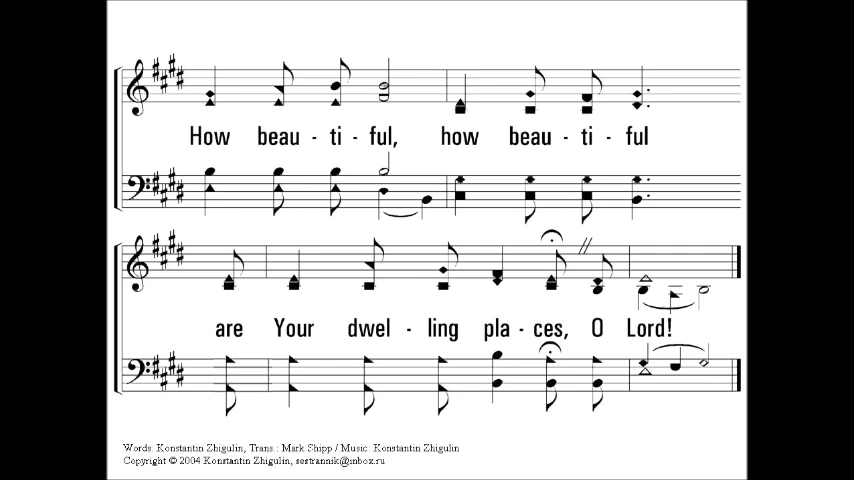 How beau - ti - ful, how beau - ti - ful
are Your dwel - ling pla - ces, O Lord!
Words: Konstantin Zhigulin, Trans.: Mark Shipp / Music: Konstantin Zhigulin
Copyright © 2004 Konstantin Zhigulin, sestrannik@inbox.ru